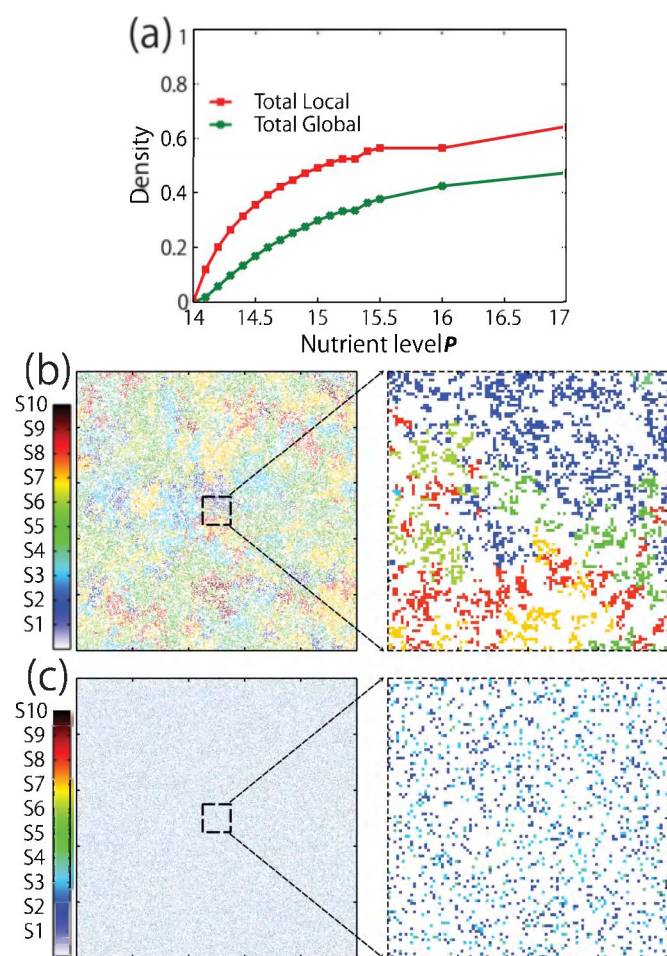 (a)
1
0.8
0.6
0.4
0.2
0
Density
Total Local
Total Global
14 14.5 15 15.5 16 16.5 17
Nutrient level P
(b)
S10
S9
S8
S7
S6
S5
S4
S3
S2
S1
(c)
S10
S9
S8
S7
S6
S5
S4
S3
S2
S1